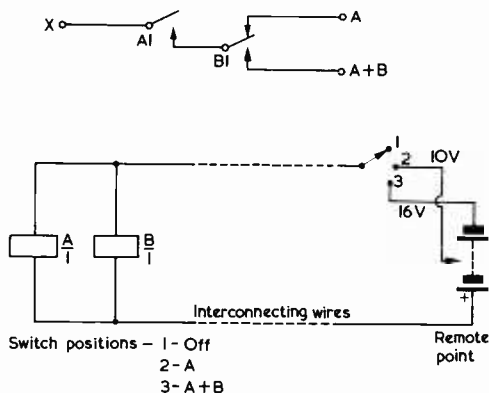 X
A1
B1
A
A+B
1
2
3
10V
16V
A
1
B
1
+
Interconnecting wires
Remote
point
Switch positions – 1 - Off
2 - A
3 - A+B